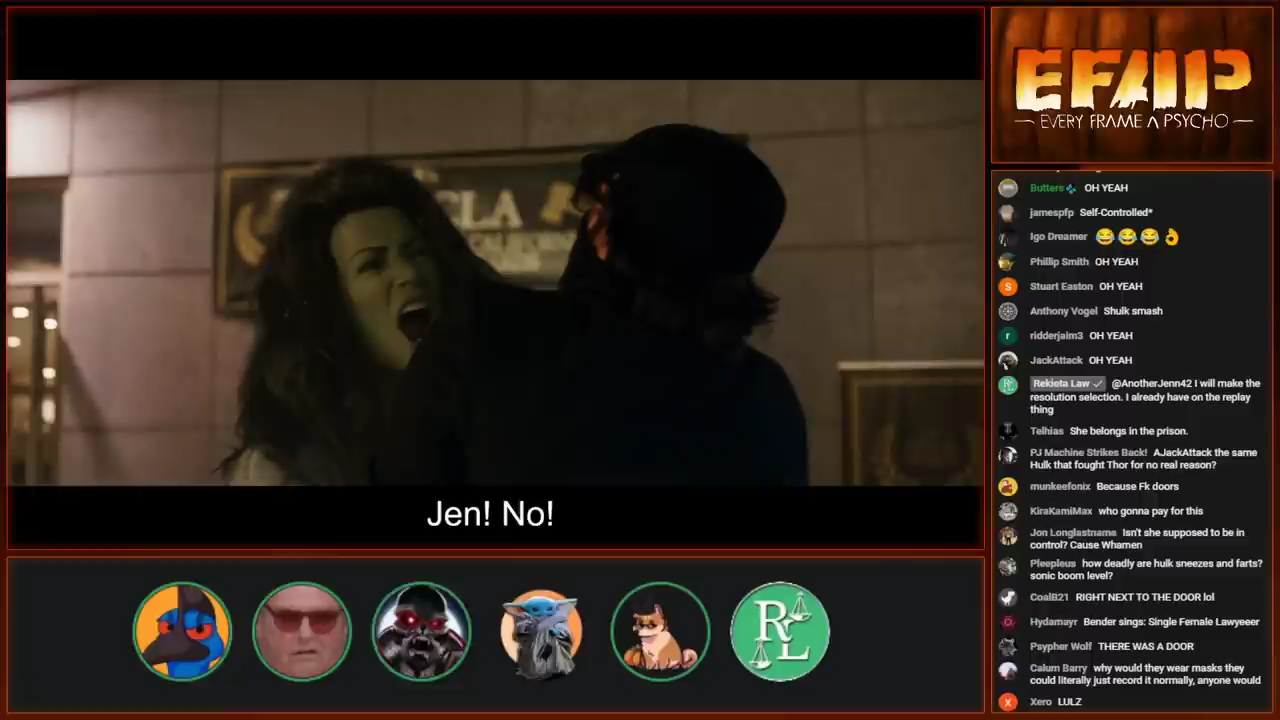 CLA
Jen! No!
EFAP
EVERY FRAME A PSYCHO
Butters OH YEAH
jamespfp Self-Controlled*
Igo Dreamer 😂😂😂👌
Phillip Smith OH YEAH
S Stuart Easton OH YEAH
Anthony Vogel Shulk smash
r ridderjaim3 OH YEAH
JackAttack OH YEAH
Rekieta Law ✓ @AnotherJenn42 I will make the
resolution selection. I already have on the replay
thing
Telhias She belongs in the prison.
PJ Machine Strikes Back! AJackAttack the same
Hulk that fought Thor for no real reason?
munkeefonix Because Fk doors
KiraKamiMax who gonna pay for this
Jon Longlastname Isn't she supposed to be in
control? Cause Whamen
Pleepleus how deadly are hulk sneezes and farts?
sonic boom level?
CoalB21 RIGHT NEXT TO THE DOOR lol
Hydamayr Bender sings: Single Female Lawyeeer
Psypher Wolf THERE WAS A DOOR
Calum Barry why would they wear masks they
could literally just record it normally, anyone would
X Xero LULZ
RL